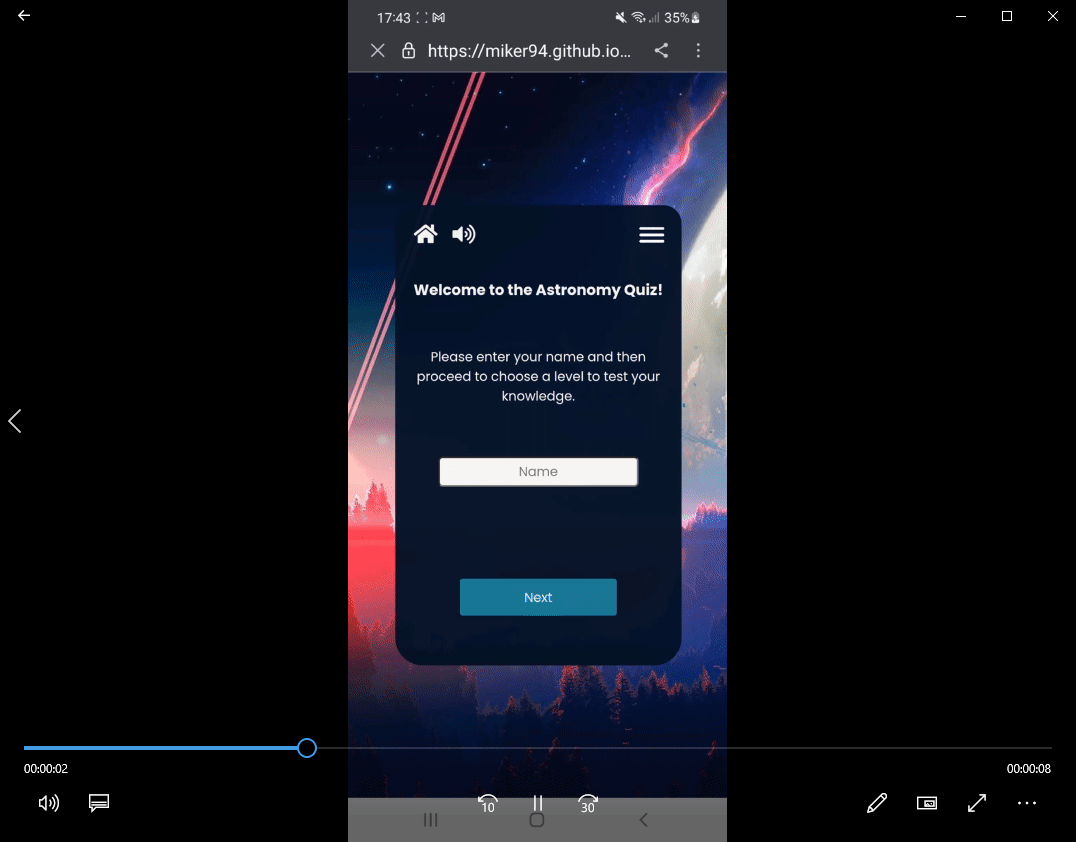 17:43
35%
https://miker94.github.io...
Welcome to the Astronomy Quiz!
Please enter your name and then
proceed to choose a level to test your
knowledge.
Name
Next
00:00:02
00:00:08
10
30